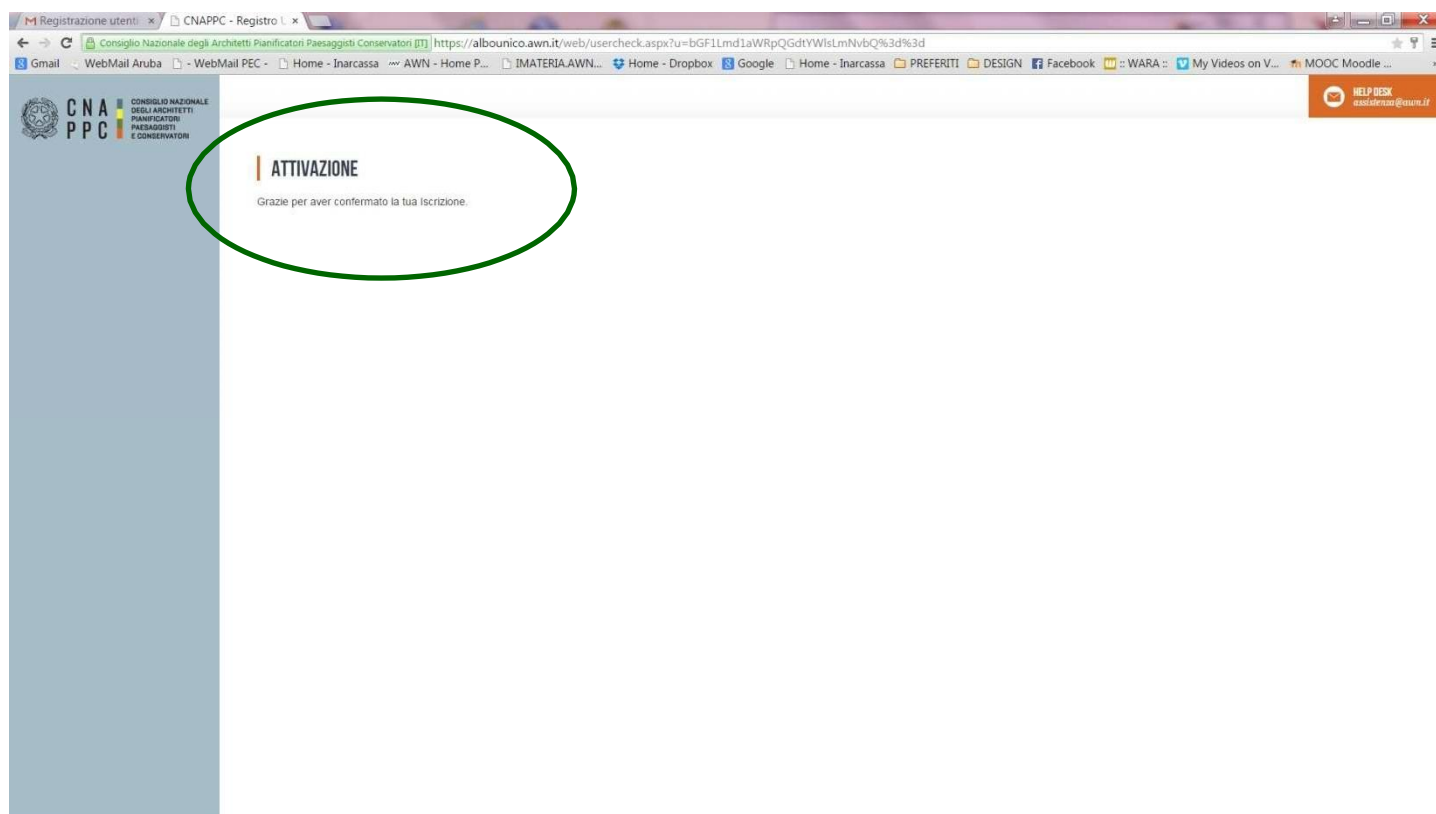 Registrazione utenti
CNAPPC - Registro
Consiglio Nazionale degli Architetti Pianificatori Paesaggisti Conservatori [IT] https://albounico.awn.it/web/usercheck.aspx?u=bGF1Lmd1aWRpQGdtYWlsLmNvbQ%3d%3d
Gmail WebMail Aruba - WebMail PEC - Home - Inarcassa AWN - Home P... IMATERIA.AWN... Home - Dropbox Google Home - Inarcassa PREFERITI DESIGN Facebook :: WARA :: My Videos on V... MOOC Moodle ...
CNA
PPC
CONSIGLIO NAZIONALE
DEGLI ARCHITETTI
PIANIFICATORI
PAESAGGISTI
E CONSERVATORI
HELP DESK
assistenza@awn.it
ATTIVAZIONE
Grazie per aver confermato la tua Iscrizione.